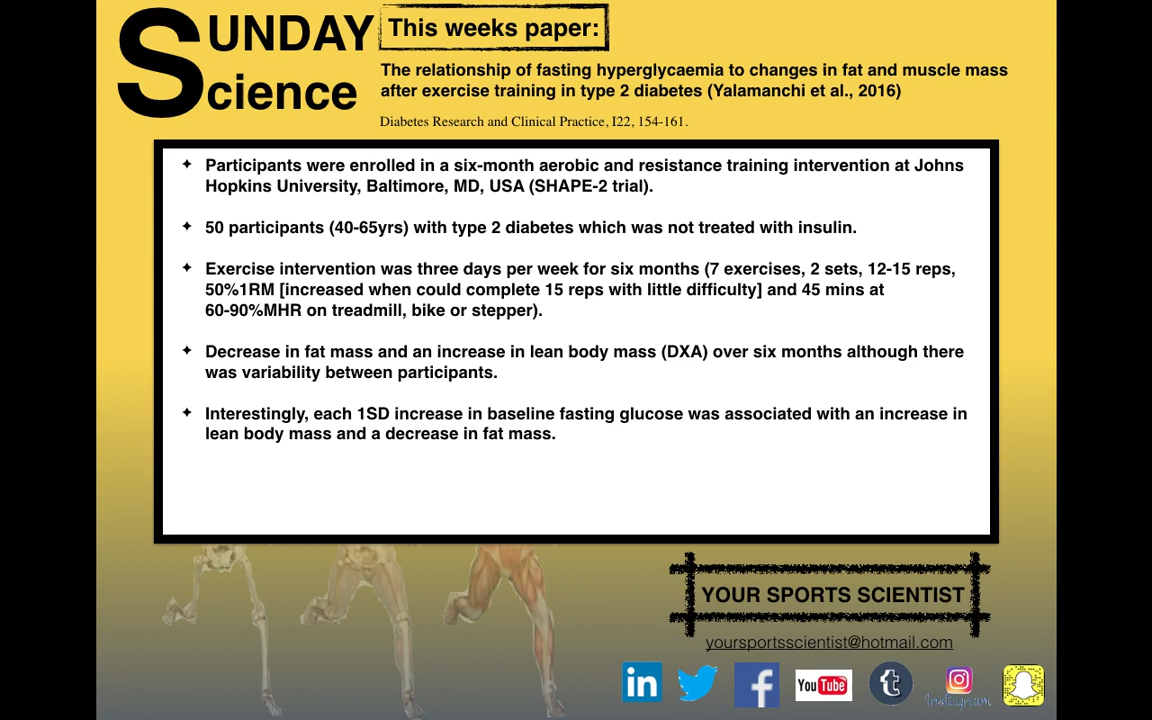 SUNDAY
Science
This weeks paper:
The relationship of fasting hyperglycaemia to changes in fat and muscle mass
after exercise training in type 2 diabetes (Yalamanchi et al., 2016)
Diabetes Research and Clinical Practice, I22, 154-161.
✦ Participants were enrolled in a six-month aerobic and resistance training intervention at Johns
Hopkins University, Baltimore, MD, USA (SHAPE-2 trial).
✦ 50 participants (40-65yrs) with type 2 diabetes which was not treated with insulin.
✦ Exercise intervention was three days per week for six months (7 exercises, 2 sets, 12-15 reps,
50%1RM [increased when could complete 15 reps with little difficulty] and 45 mins at
60-90%MHR on treadmill, bike or stepper).
✦ Decrease in fat mass and an increase in lean body mass (DXA) over six months although there
was variability between participants.
✦ Interestingly, each 1SD increase in baseline fasting glucose was associated with an increase in
lean body mass and a decrease in fat mass.
YOUR SPORTS SCIENTIST
yoursportsscientist@hotmail.com
in
f
You Tube
t
Instagram